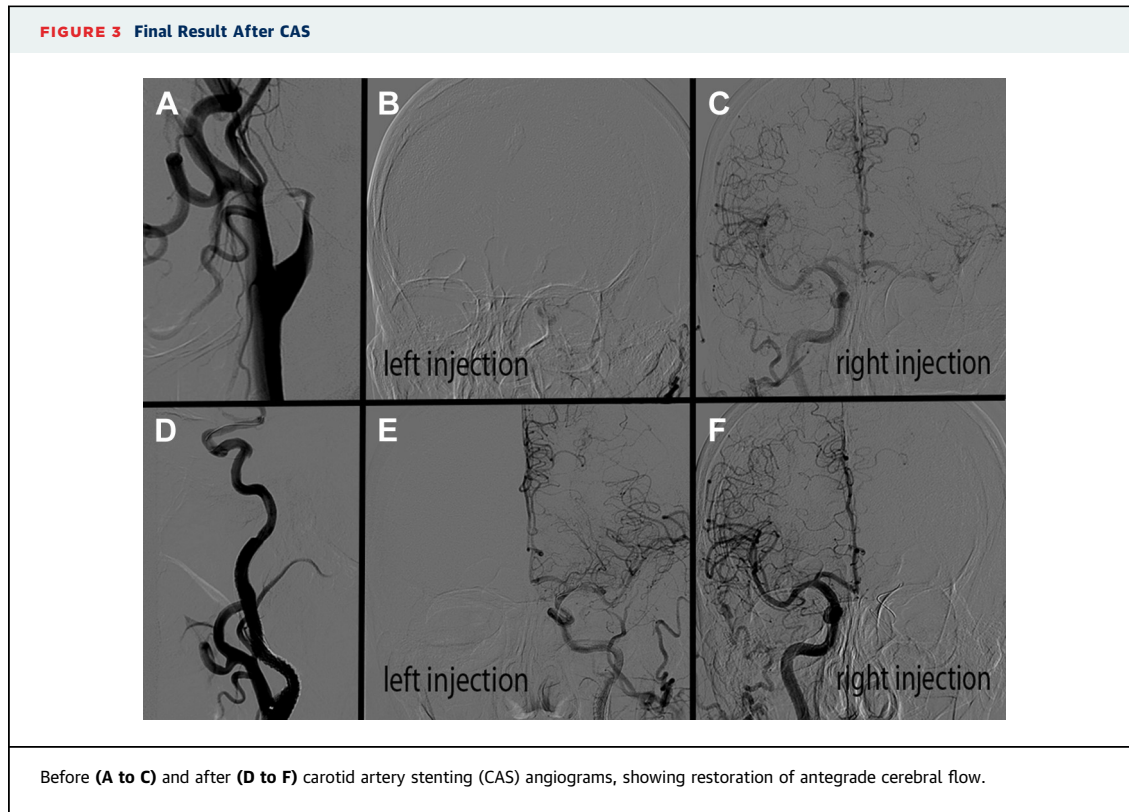 FIGURE 3 Final Result After CAS
A
B
C
left injection
right injection
D
E
F
left injection
right injection
Before (A to C) and after (D to F) carotid artery stenting (CAS) angiograms, showing restoration of antegrade cerebral flow.